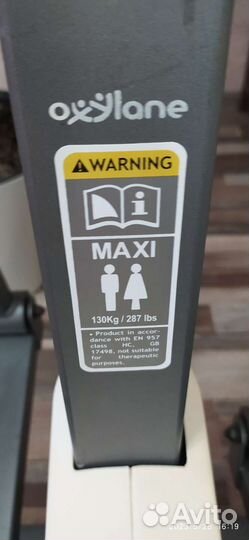 oxylane
WARNING
MAXI
130Kg / 287 lbs
• Product in accor-
dance with EN 957
class HC, GB
17498, not suitable
for therapeutic
purposes.
Avito